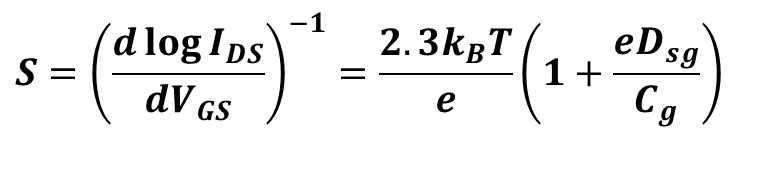 S = (d log I_DS / dV_GS)^−1 = 2.3k_BT / e (1 + eD_sg / C_g)